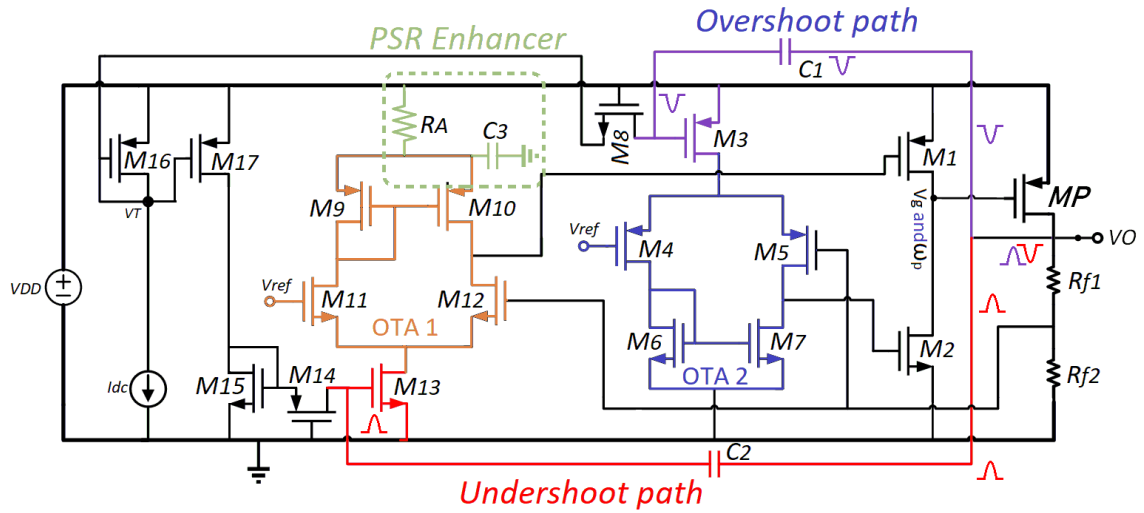 PSR Enhancer
Overshoot path
C1
RA
C3
M8
M3
M16
M17
M1
MP
VT
M9
M10
Vg andωp
Vref
M4
M5
VO
VDD
Vref
M11
M12
Rf1
OTA 1
M6
M7
M2
Idc
M15
M14
M13
OTA 2
Rf2
C2
Undershoot path